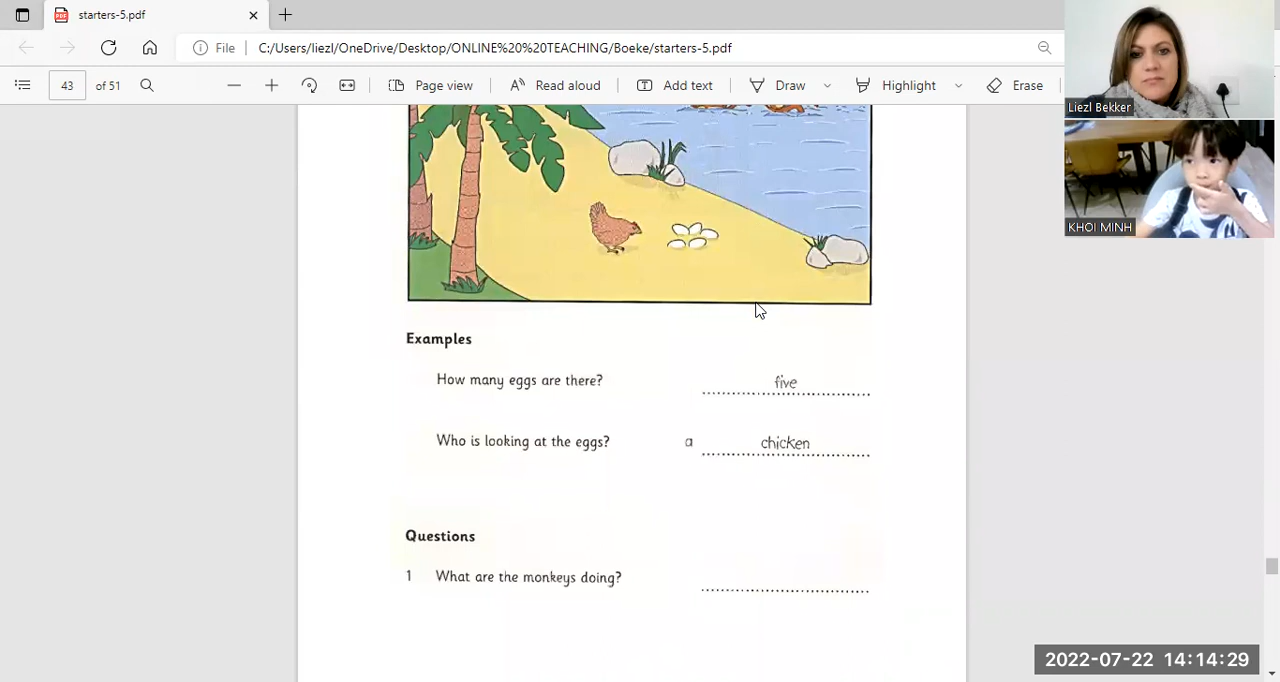 starters-5.pdf
File C:/Users/liezl/OneDrive/Desktop/ONLINE%20%20TEACHING/Boeke/starters-5.pdf
43 of 51 Page view Read aloud Add text Draw Highlight Erase
Liezl Bekker
KHOI MINH
Examples
How many eggs are there? five
Who is looking at the eggs? a chicken
Questions
1 What are the monkeys doing?
2022-07-22 14:14:29